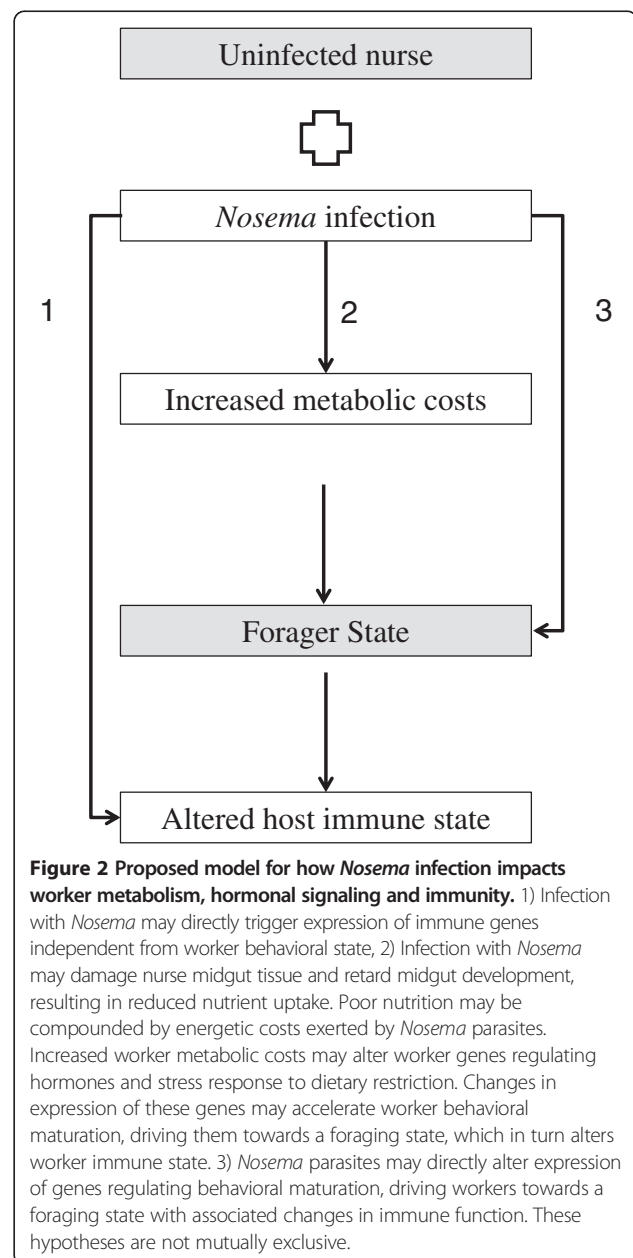 Uninfected nurse
Nosema infection
1
2
3
Increased metabolic costs
Forager State
Altered host immune state
Figure 2 Proposed model for how Nosema infection impacts
worker metabolism, hormonal signaling and immunity. 1) Infection
with Nosema may directly trigger expression of immune genes
independent from worker behavioral state, 2) Infection with Nosema
may damage nurse midgut tissue and retard midgut development,
resulting in reduced nutrient uptake. Poor nutrition may be
compounded by energetic costs exerted by Nosema parasites.
Increased worker metabolic costs may alter worker genes regulating
hormones and stress response to dietary restriction. Changes in
expression of these genes may accelerate worker behavioral
maturation, driving them towards a foraging state, which in turn alters
worker immune state. 3) Nosema parasites may directly alter expression
of genes regulating behavioral maturation, driving workers towards a
foraging state with associated changes in immune function. These
hypotheses are not mutually exclusive.